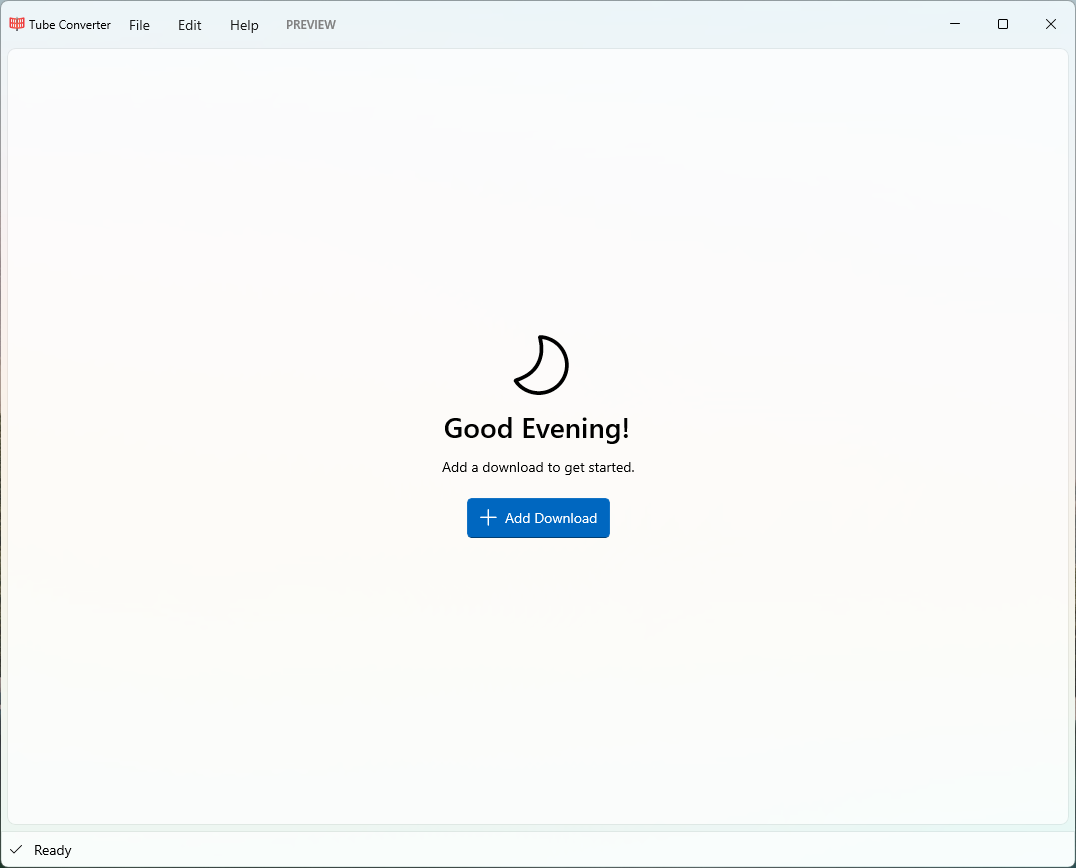 Tube Converter File Edit Help PREVIEW
Good Evening!
Add a download to get started.
Add Download
Ready